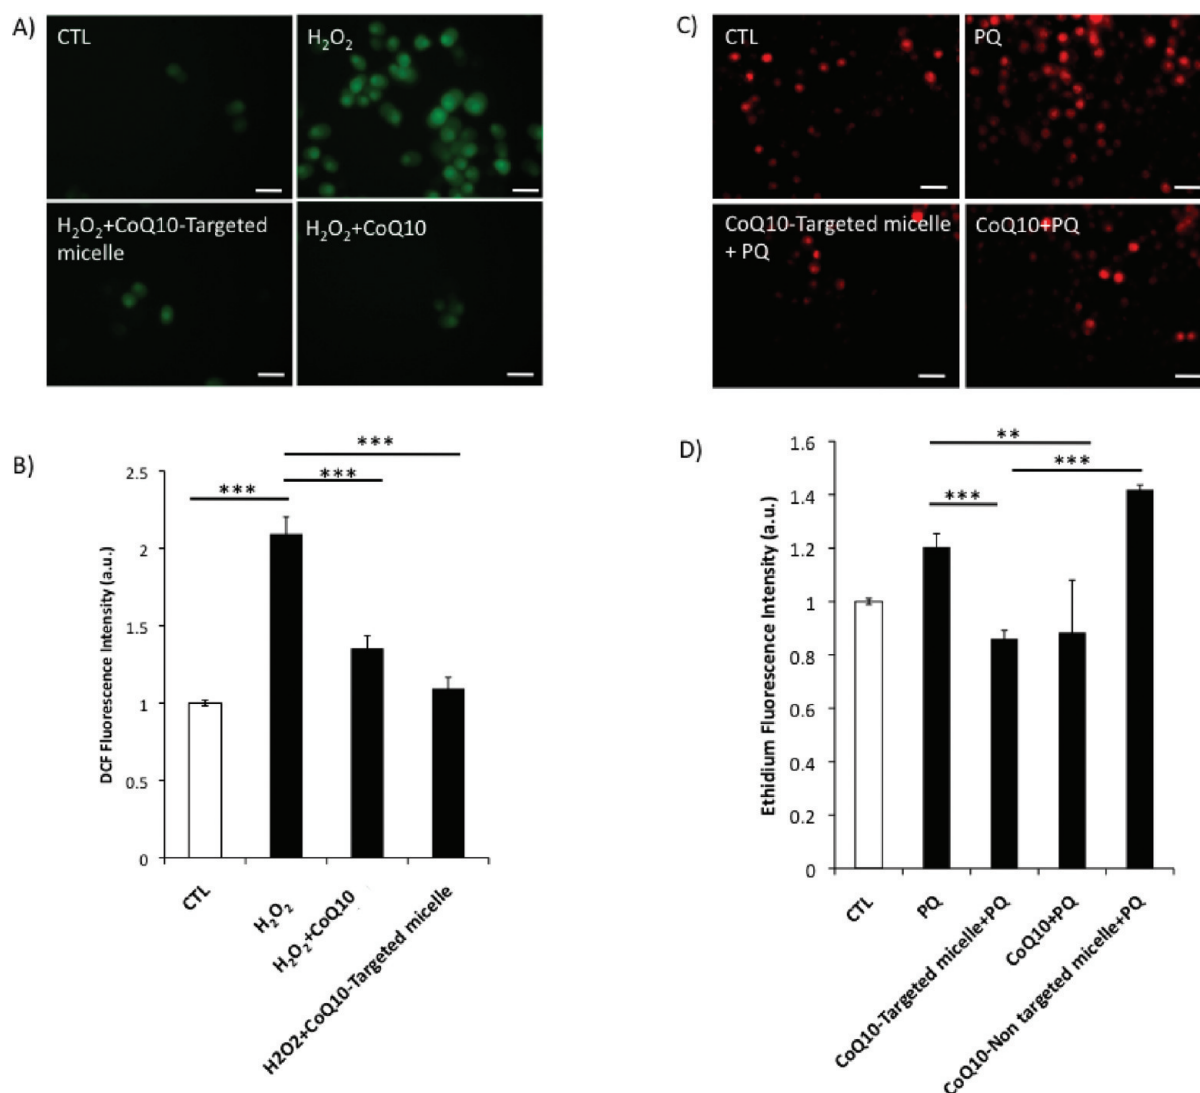 A)
CTL
H₂O₂
H₂O₂+CoQ10-Targeted
micelle
H₂O₂+CoQ10
B)
***
***
***
DCF Fluorescence Intensity (a.u.)
2.5
2
1.5
1
0.5
0
CTL
H₂O₂
H₂O₂+CoQ10
H2O2+CoQ10-Targeted micelle
C)
CTL
PQ
CoQ10-Targeted micelle
+ PQ
CoQ10+PQ
D)
**
***
***
Ethidium Fluorescence Intensity (a.u.)
1.6
1.4
1.2
1
0.8
0.6
0.4
0.2
0
CTL
PQ
CoQ10-Targeted micelle+PQ
CoQ10+PQ
CoQ10-Non targeted micelle+PQ